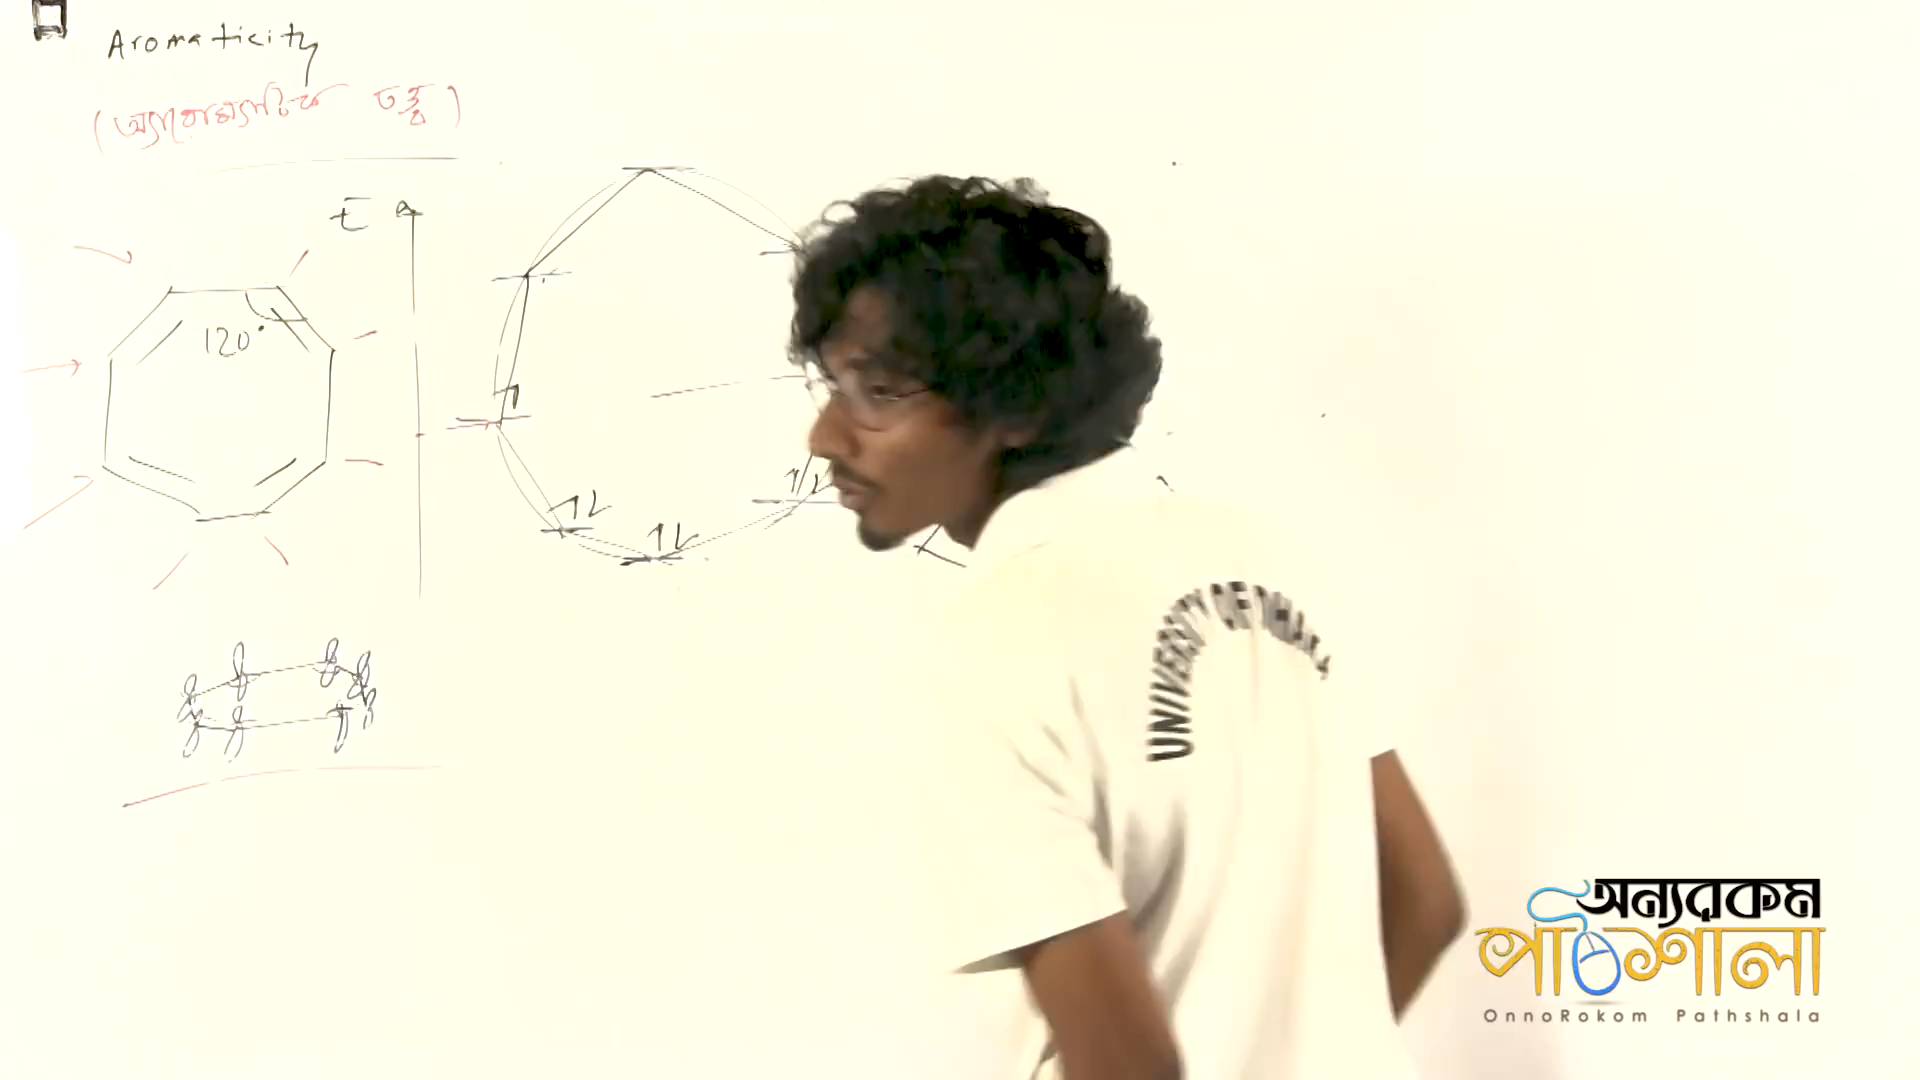 Aromaticity
(অ্যারোম্যাটিক তত্ত্ব)
E
120°
UNIVERSITY OF DHAKA
অন্যরকম
পাঠশালা
OnnoRokom Pathshala